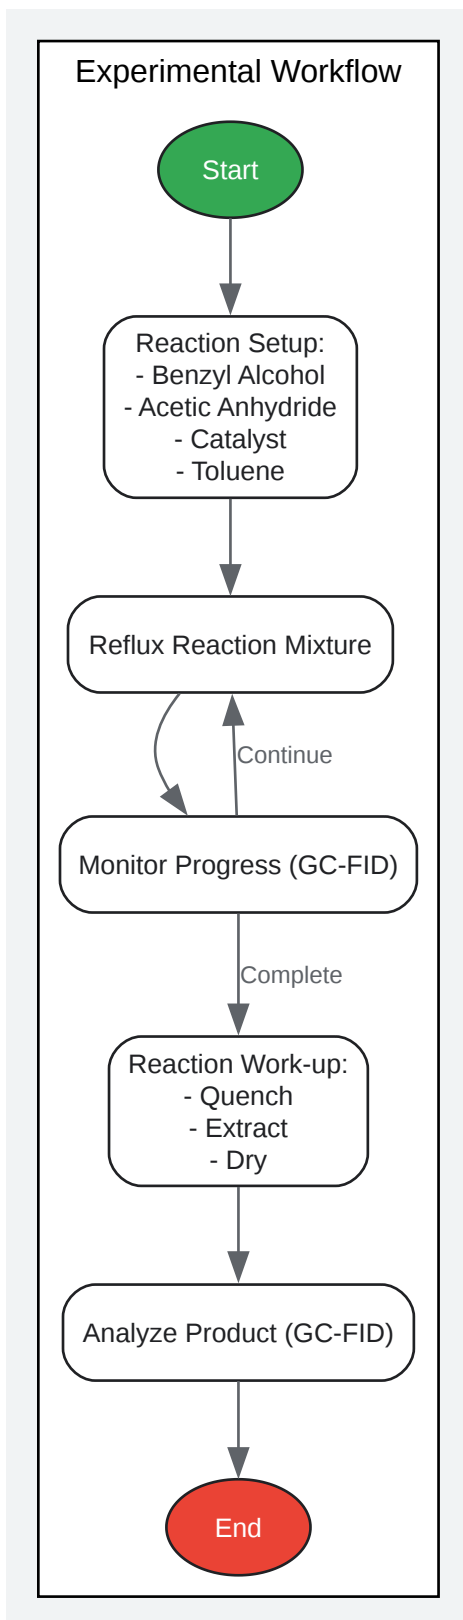 Experimental Workflow
Start
Reaction Setup:
- Benzyl Alcohol
- Acetic Anhydride
- Catalyst
- Toluene
Reflux Reaction Mixture
Continue
Monitor Progress (GC-FID)
Complete
Reaction Work-up:
- Quench
- Extract
- Dry
Analyze Product (GC-FID)
End